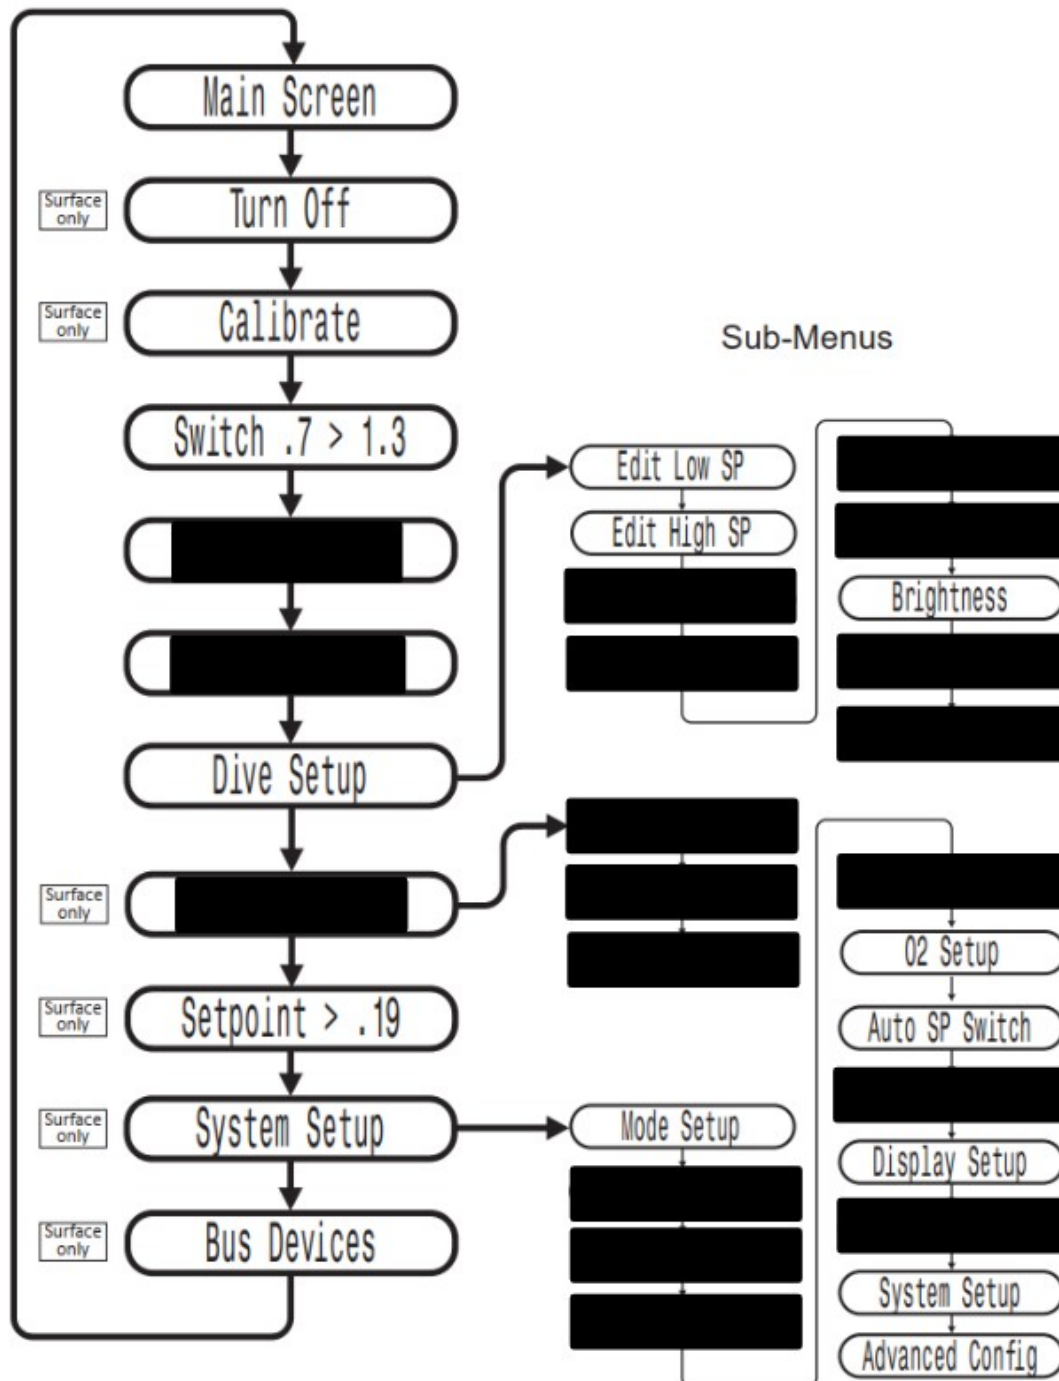 Main Screen
Surface
only
Turn Off
Surface
only
Calibrate
Switch .7 > 1.3
Dive Setup
Surface
only
Surface
only
Setpoint > .19
Surface
only
System Setup
Surface
only
Bus Devices
Sub-Menus
Edit Low SP
Edit High SP
Brightness
Mode Setup
O2 Setup
Auto SP Switch
Display Setup
System Setup
Advanced Config